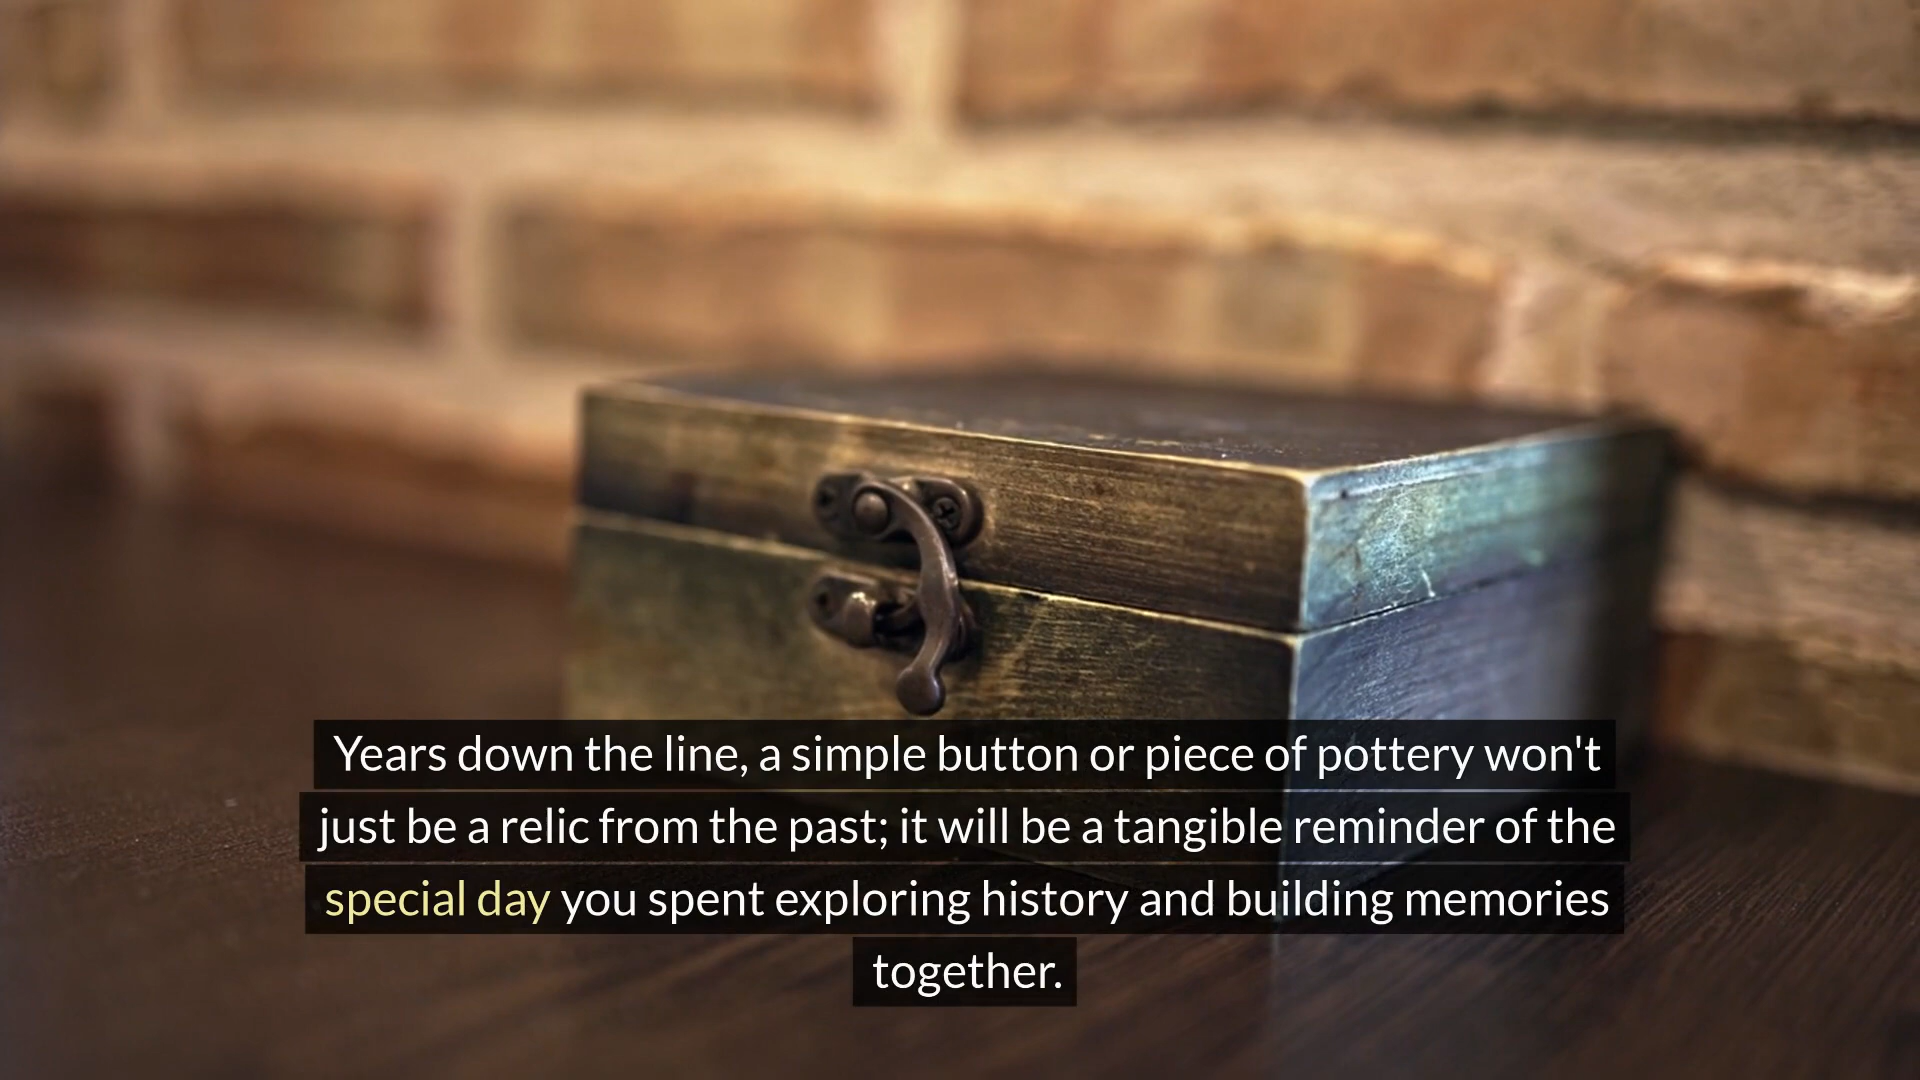 Years down the line, a simple button or piece of pottery won't
just be a relic from the past; it will be a tangible reminder of the
special day you spent exploring history and building memories
together.